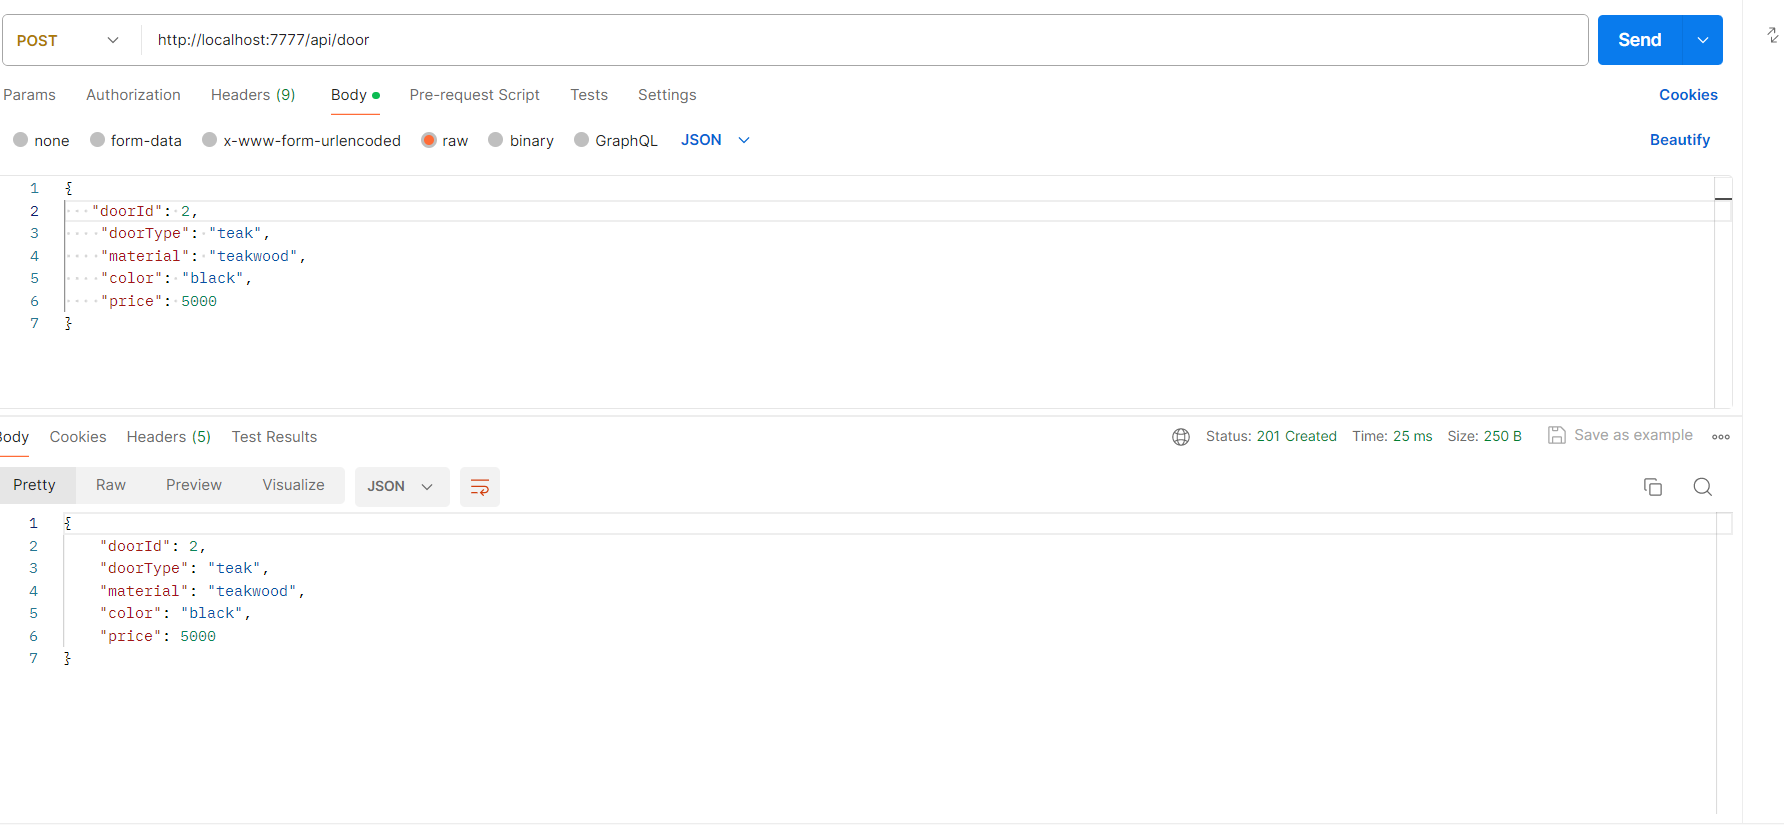 POST http://localhost:7777/api/door Send
Params Authorization Headers (9) Body Pre-request Script Tests Settings Cookies
none form-data x-www-form-urlencoded raw binary GraphQL JSON Beautify
1 {
2 "doorId": 2,
3 "doorType": "teak",
4 "material": "teakwood",
5 "color": "black",
6 "price": 5000
7 }
Body Cookies Headers (5) Test Results Status: 201 Created Time: 25 ms Size: 250 B Save as example
Pretty Raw Preview Visualize JSON
1 {
2 "doorId": 2,
3 "doorType": "teak",
4 "material": "teakwood",
5 "color": "black",
6 "price": 5000
7 }